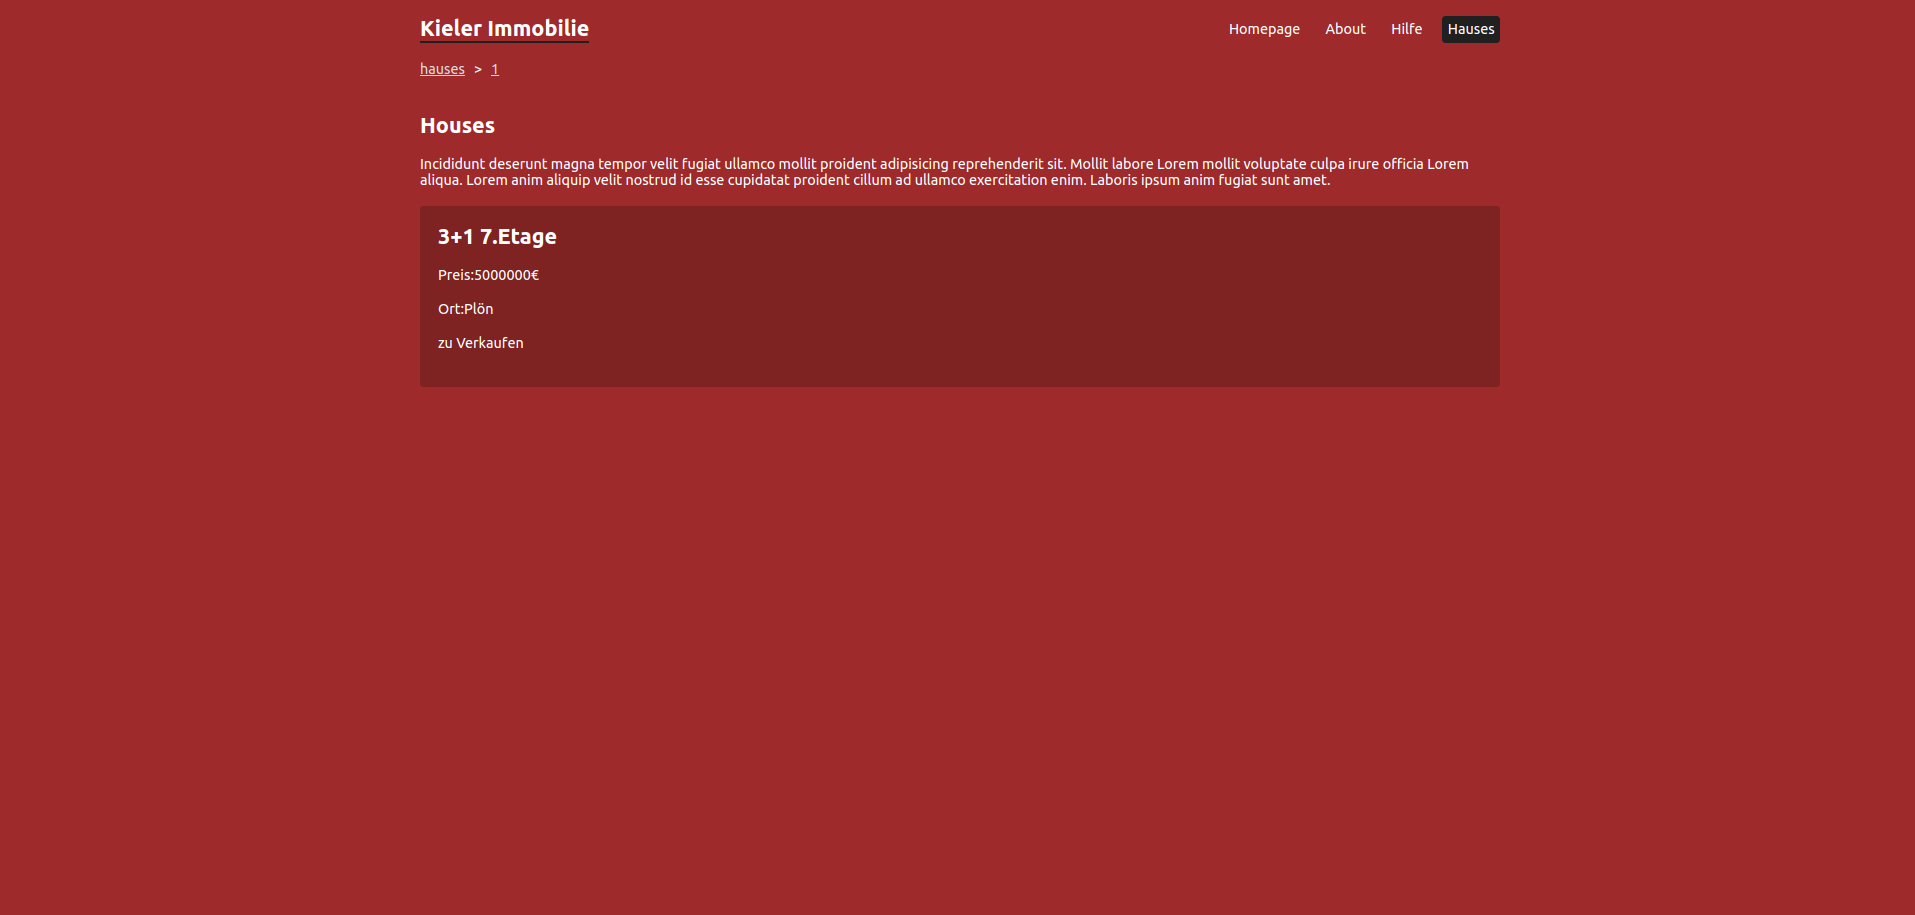 Kieler Immobilie
Homepage About Hilfe Hauses
hauses > 1
Houses
Incididunt deserunt magna tempor velit fugiat ullamco mollit proident adipisicing reprehenderit sit. Mollit labore Lorem mollit voluptate culpa irure officia Lorem
aliqua. Lorem anim aliquip velit nostrud id esse cupidatat proident cillum ad ullamco exercitation enim. Laboris ipsum anim fugiat sunt amet.
3+1 7.Etage
Preis:5000000€
Ort:Plön
zu Verkaufen